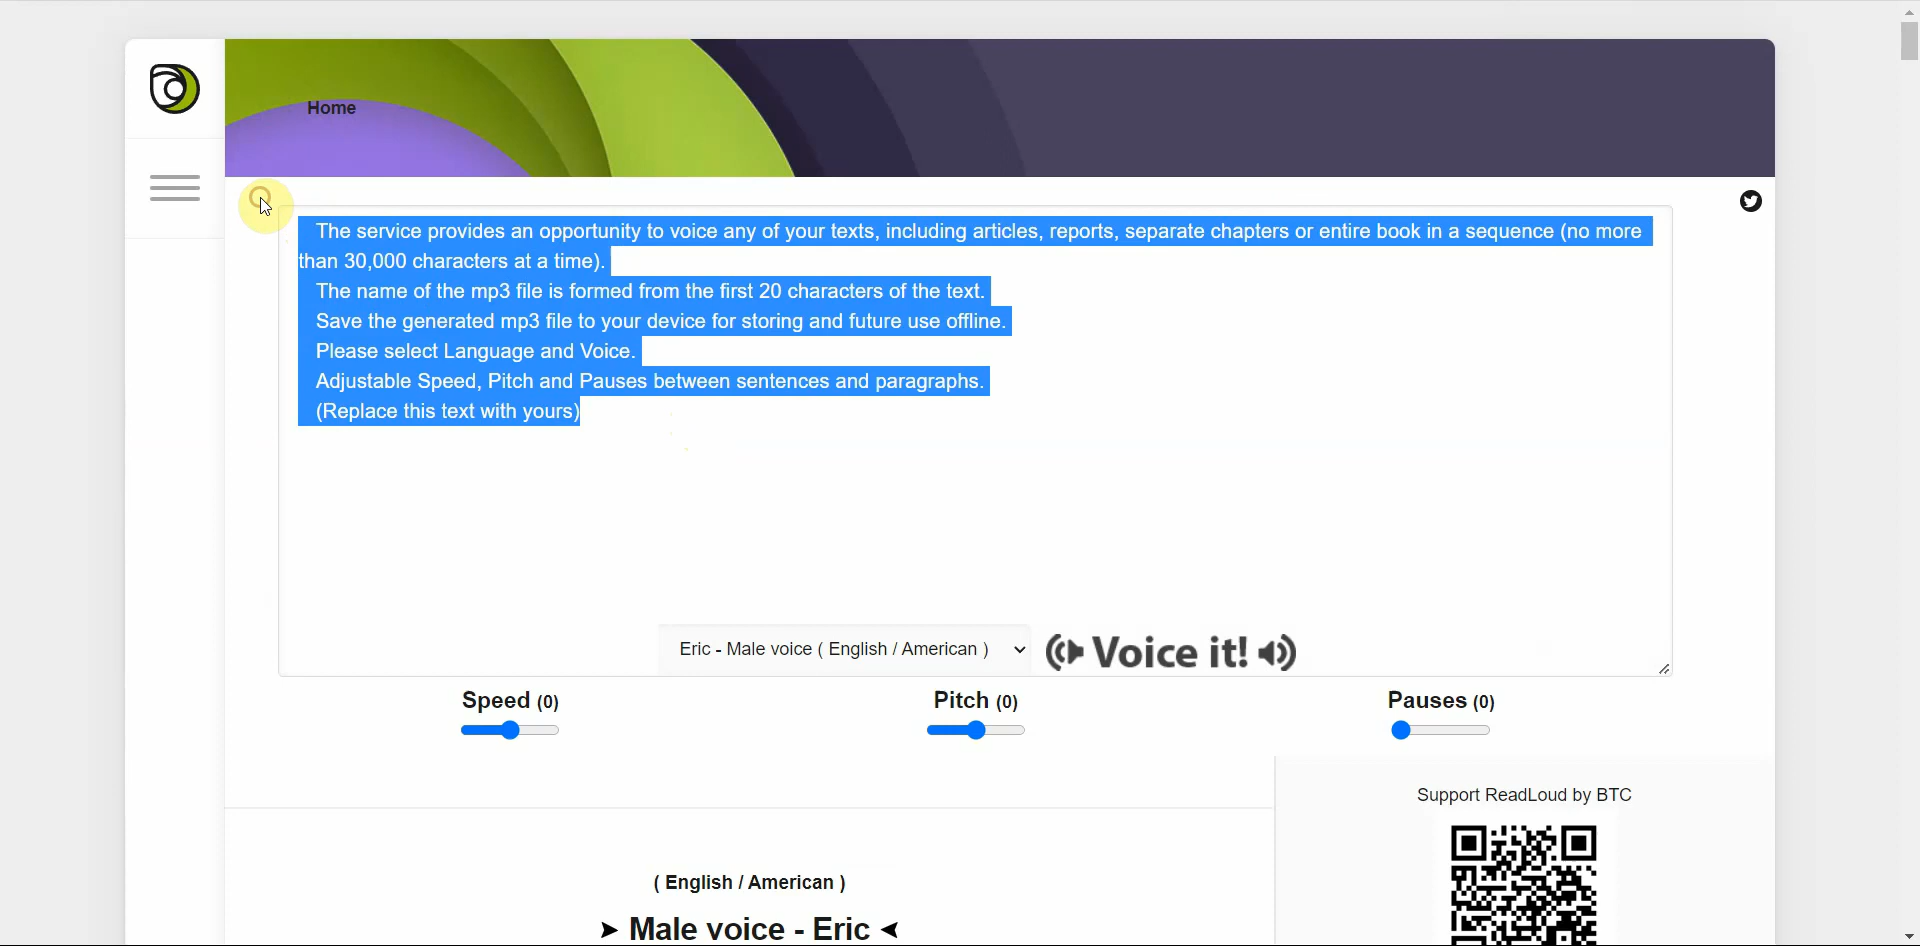 Home
The service provides an opportunity to voice any of your texts, including articles, reports, separate chapters or entire book in a sequence (no more
than 30,000 characters at a time).
The name of the mp3 file is formed from the first 20 characters of the text.
Save the generated mp3 file to your device for storing and future use offline.
Please select Language and Voice.
Adjustable Speed, Pitch and Pauses between sentences and paragraphs.
(Replace this text with yours)
Eric - Male voice ( English / American )
Voice it!
Speed (0)
Pitch (0)
Pauses (0)
Support ReadLoud by BTC
( English / American )
➤ Male voice - Eric ⮜